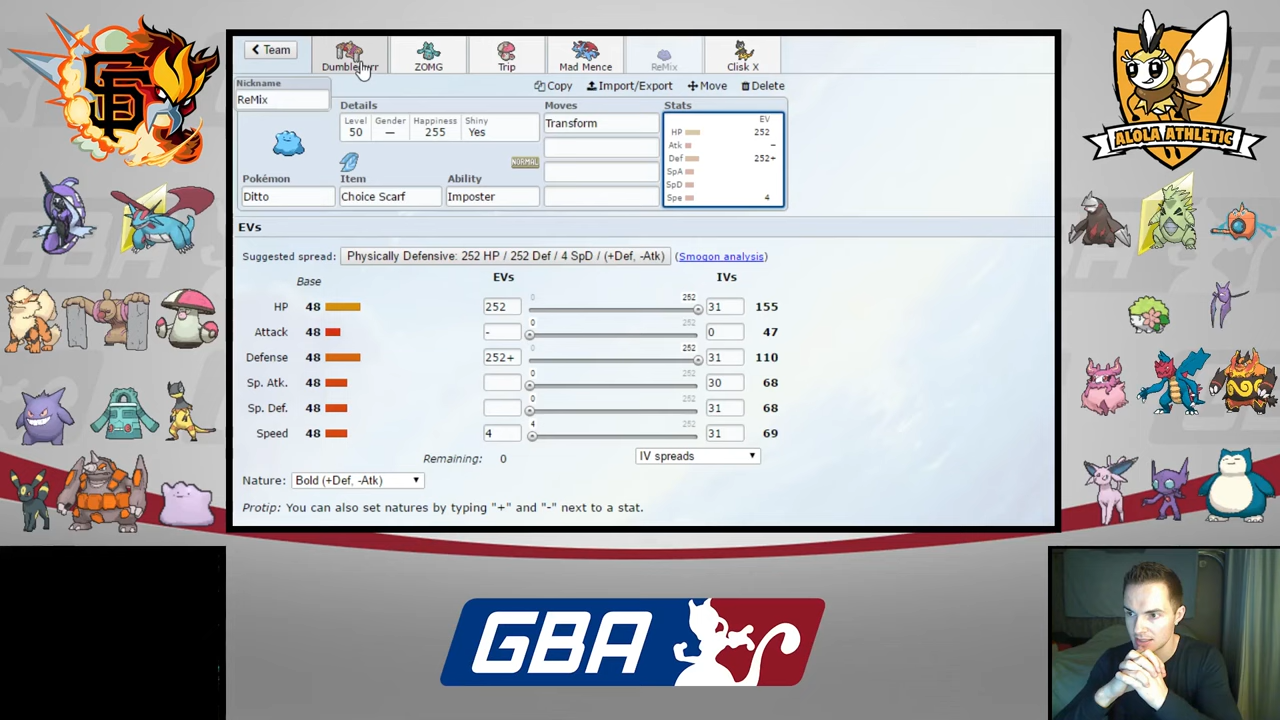 Team
Dumbled rr
ZOMG
Trip
Mad Mence
ReMix
Clisk X
Copy
Import/Export
Move
Delete
Nickname
ReMix
Details
Level
50
Gender
—
Happiness
255
Shiny
Yes
NORMAL
Pokémon
Ditto
Item
Choice Scarf
Ability
Imposter
Moves
Transform
Stats
EV
HP 252
Atk –
Def 252+
SpA
SpD
Spe 4
EVs
Suggested spread: Physically Defensive: 252 HP / 252 Def / 4 SpD / (+Def, -Atk) (Smogon analysis)
Base EVs IVs
HP 48 252 0 252 31 155
Attack 48 - 0 252 0 47
Defense 48 252+ 0 252 31 110
Sp. Atk. 48 0 252 30 68
Sp. Def. 48 0 252 31 68
Speed 48 4 4 252 31 69
Remaining: 0
IV spreads
Nature: Bold (+Def, -Atk)
Protip: You can also set natures by typing "+" and "-" next to a stat.
SF
ALOLA ATHLETIC
GBA